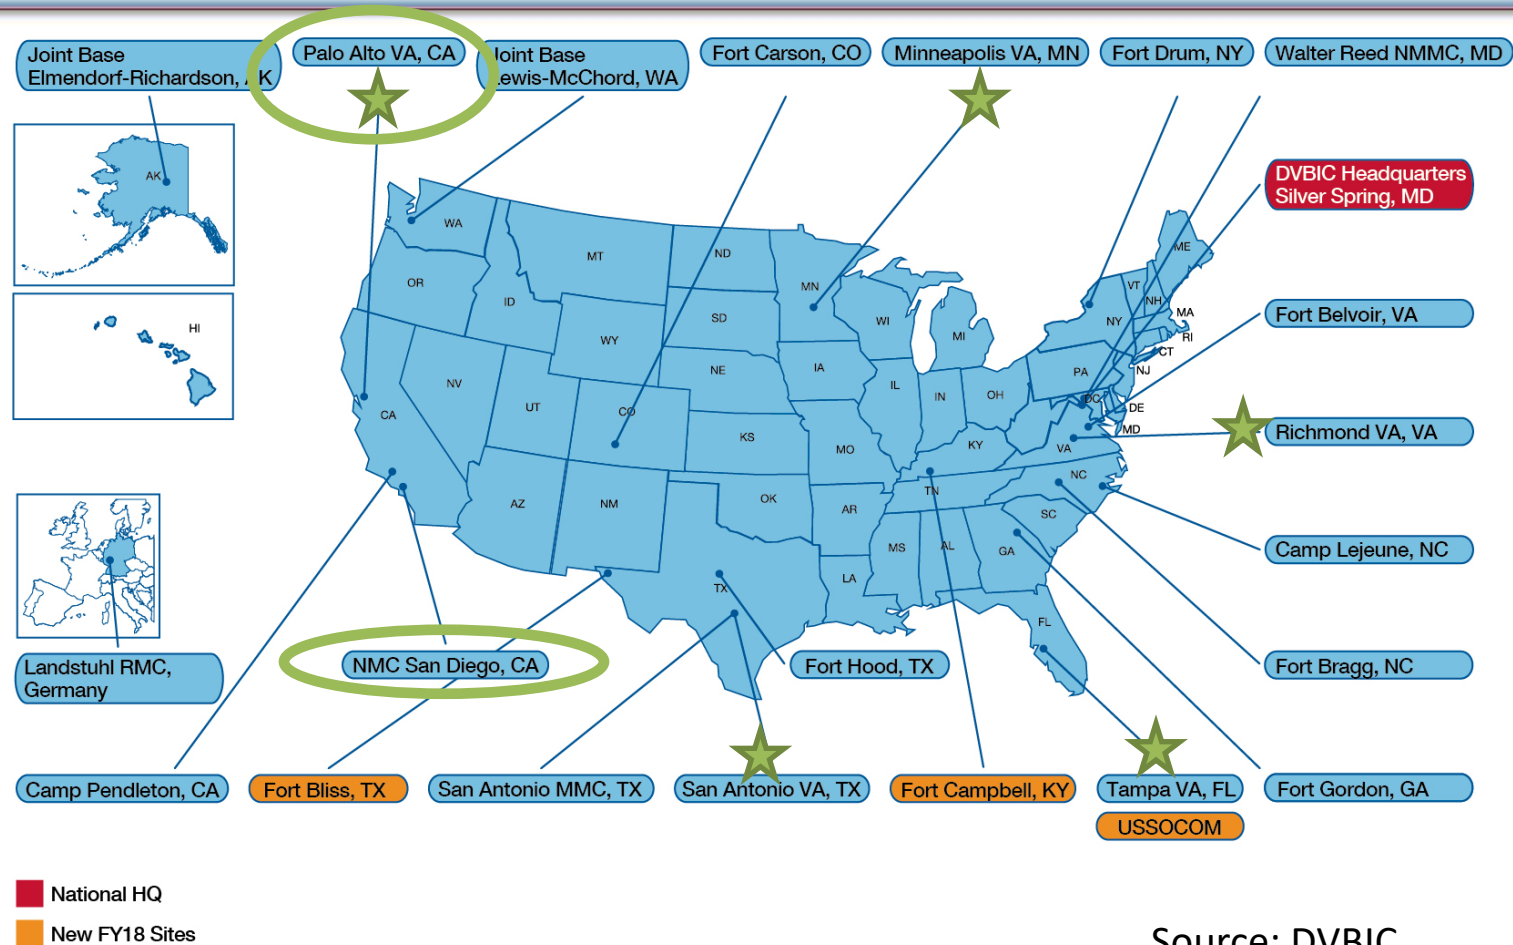 Joint Base
Elmendorf-Richardson, AK
Palo Alto VA, CA
Joint Base
Lewis-McChord, WA
Fort Carson, CO
Minneapolis VA, MN
Fort Drum, NY
Walter Reed NMMC, MD
DVBIC Headquarters
Silver Spring, MD
AK
HI
WA
OR
ID
MT
ND
MN
SD
WY
NE
IA
WI
MI
NV
UT
CO
CA
KS
MO
IL
IN
OH
KY
PA
NY
VT
NH
ME
MA
RI
CT
NJ
DC
DE
MD
VA
NC
TN
SC
AZ
NM
OK
AR
MS
AL
GA
LA
TX
FL
Fort Belvoir, VA
Richmond VA, VA
Camp Lejeune, NC
Fort Bragg, NC
Landstuhl RMC,
Germany
NMC San Diego, CA
Fort Hood, TX
Camp Pendleton, CA
Fort Bliss, TX
San Antonio MMC, TX
San Antonio VA, TX
Fort Campbell, KY
Tampa VA, FL
USSOCOM
Fort Gordon, GA
National HQ
New FY18 Sites
Source: DVBIC